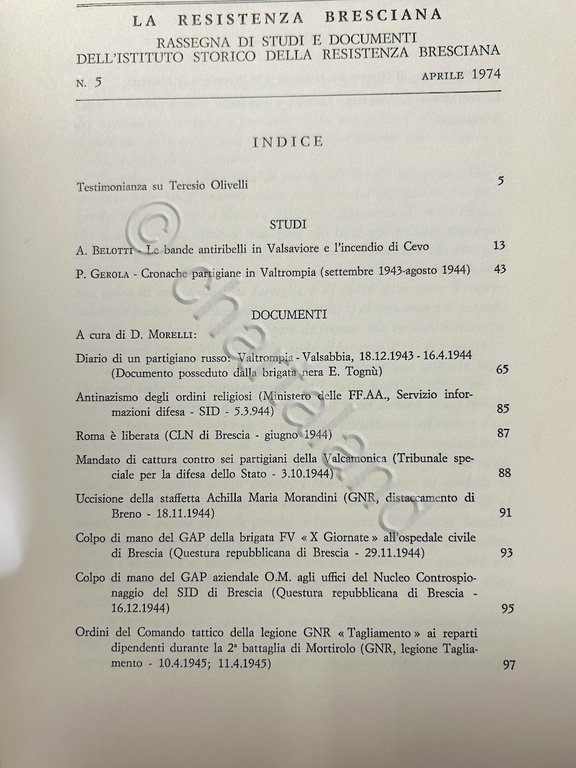 LA RESISTENZA BRESCIANA
RASSEGNA DI STUDI E DOCUMENTI
DELL'ISTITUTO STORICO DELLA RESISTENZA BRESCIANA
N. 5 APRILE 1974
INDICE
Testimonianza su Teresio Olivelli 5
STUDI
A. BELOTTI - Le bande antiribelli in Valsaviore e l'incendio di Cevo 13
P. GEROLA - Cronache partigiane in Valtrompia (settembre 1943-agosto 1944) 43
DOCUMENTI
A cura di D. MORELLI:
Diario di un partigiano russo: Valtrompia - Valsabbia, 18.12.1943 - 16.4.1944
(Documento posseduto dalla brigata nera E. Tognù) 65
Antinazismo degli ordini religiosi (Ministero delle FF.AA., Servizio infor-
mazioni difesa - SID - 5.3.944) 85
Roma è liberata (CLN di Brescia - giugno 1944) 87
Mandato di cattura contro sei partigiani della Valcamonica (Tribunale spe-
ciale per la difesa dello Stato - 3.10.1944) 88
Uccisione della staffetta Achilla Maria Morandini (GNR, distaccamento di
Breno - 18.11.1944) 91
Colpo di mano del GAP della brigata FV « X Giornate » all'ospedale civile
di Brescia (Questura repubblicana di Brescia - 29.11.1944) 93
Colpo di mano del GAP aziendale O.M. agli uffici del Nucleo Controspio-
naggio del SID di Brescia (Questura repubblicana di Brescia -
16.12.1944) 95
Ordini del Comando tattico della legione GNR « Tagliamento » ai reparti
dipendenti durante la 2ª battaglia di Mortirolo (GNR, legione Taglia-
mento - 10.4.1945; 11.4.1945) 97
© chartaland